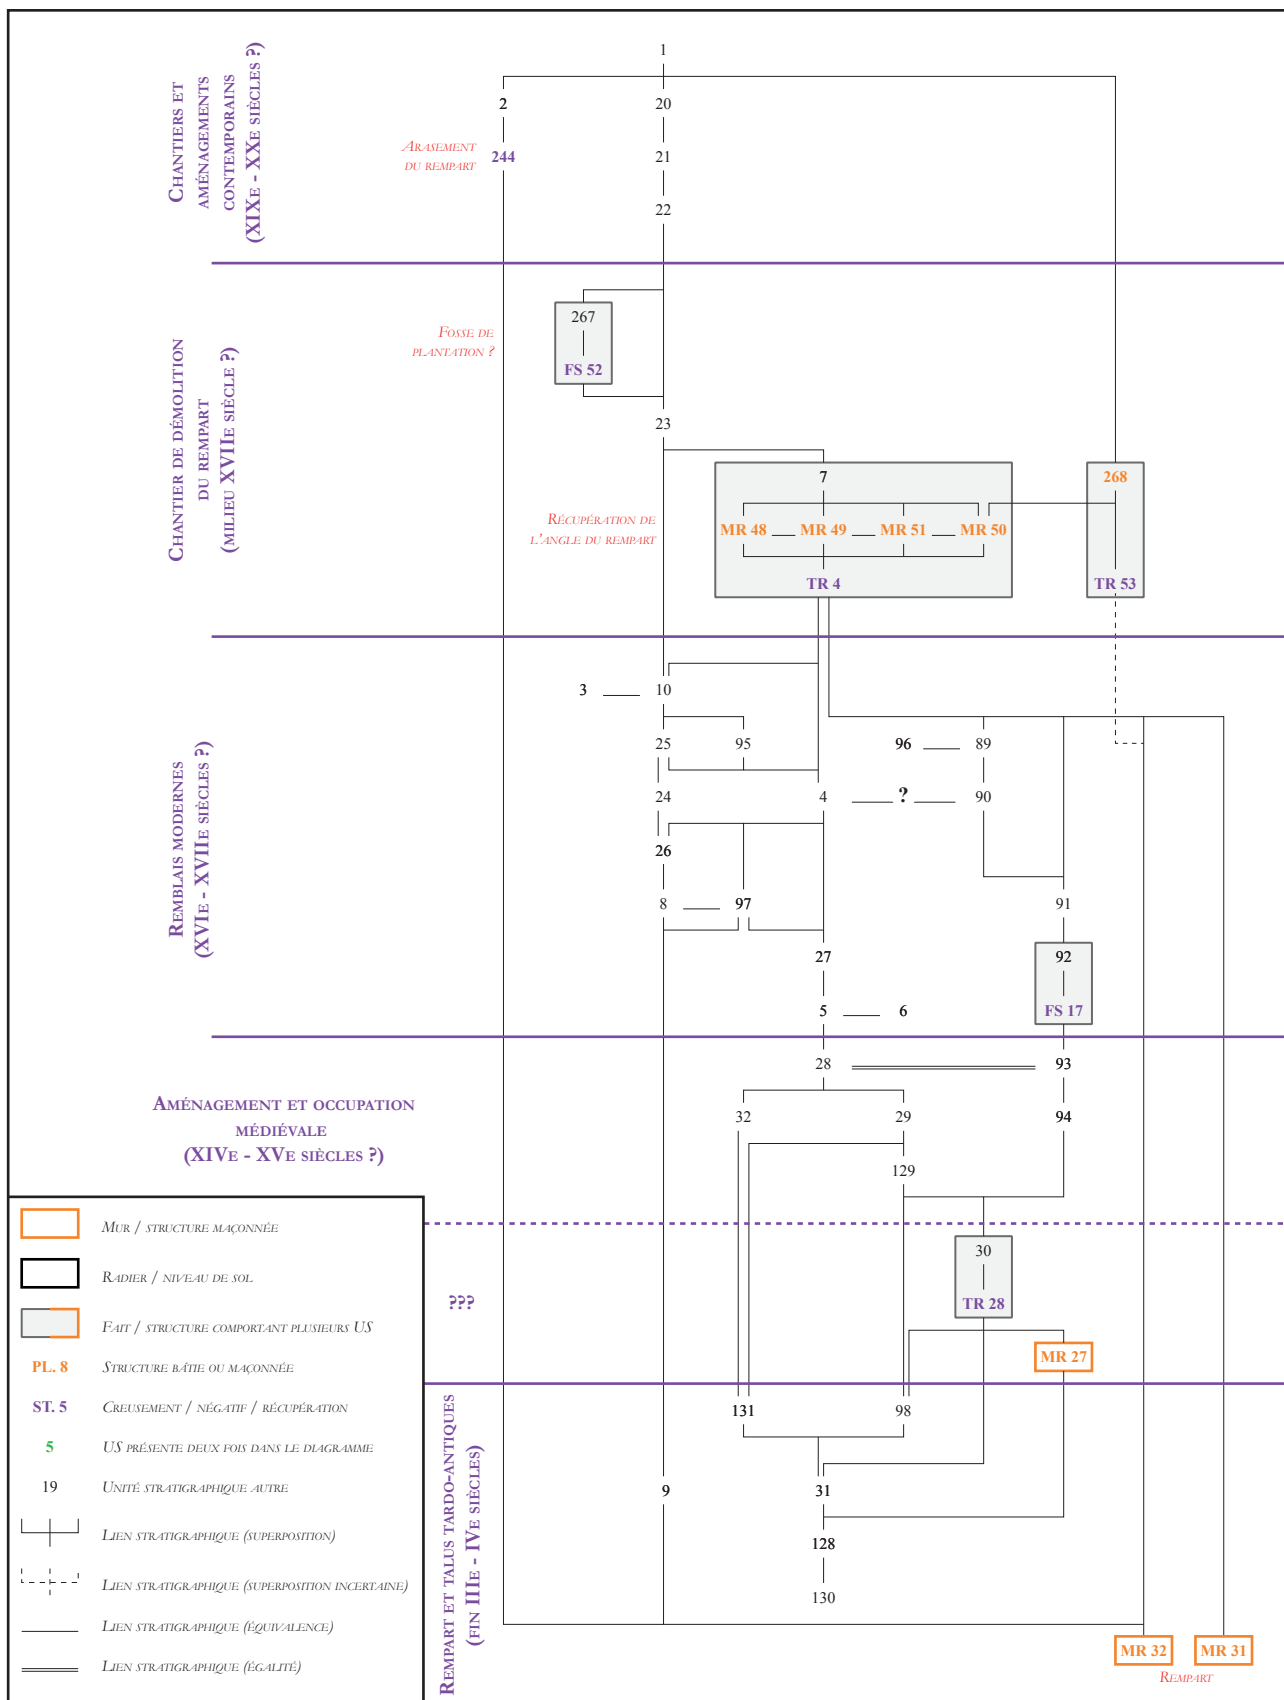 1
CHANTIERS ET
AMÉNAGEMENTS
CONTEMPORAINS
(XIXE - XXE SIÈCLES ?)
2
20
ARASEMENT
DU REMPART
244
21
22
CHANTIER DE DÉMOLITION
DU REMPART
(MILIEU XVIIE SIÈCLE ?)
FOSSE DE
PLANTATION ?
267
FS 52
23
7
268
RÉCUPÉRATION DE
L'ANGLE DU REMPART
MR 48
MR 49
MR 51
MR 50
TR 4
TR 53
REMBLAIS MODERNES
(XVIE - XVIIE SIÈCLES ?)
3
10
25
95
96
89
24
4
?
90
26
8
97
91
27
92
5
6
FS 17
28
93
AMÉNAGEMENT ET OCCUPATION
MÉDIÉVALE
(XIVE - XVE SIÈCLES ?)
32
29
94
129
???
30
TR 28
MR 27
REMPART ET TALUS TARDO-ANTIQUES
(FIN IIIE - IVE SIÈCLES)
131
98
9
31
128
130
MR 32
MR 31
REMPART
MUR / STRUCTURE MAÇONNÉE
RADIER / NIVEAU DE SOL
FAIT / STRUCTURE COMPORTANT PLUSIEURS US
PL. 8 STRUCTURE BÂTIE OU MAÇONNÉE
ST. 5 CREUSEMENT / NÉGATIF / RÉCUPÉRATION
5 US PRÉSENTE DEUX FOIS DANS LE DIAGRAMME
19 UNITÉ STRATIGRAPHIQUE AUTRE
LIEN STRATIGRAPHIQUE (SUPERPOSITION)
LIEN STRATIGRAPHIQUE (SUPERPOSITION INCERTAINE)
LIEN STRATIGRAPHIQUE (ÉQUIVALENCE)
LIEN STRATIGRAPHIQUE (ÉGALITÉ)